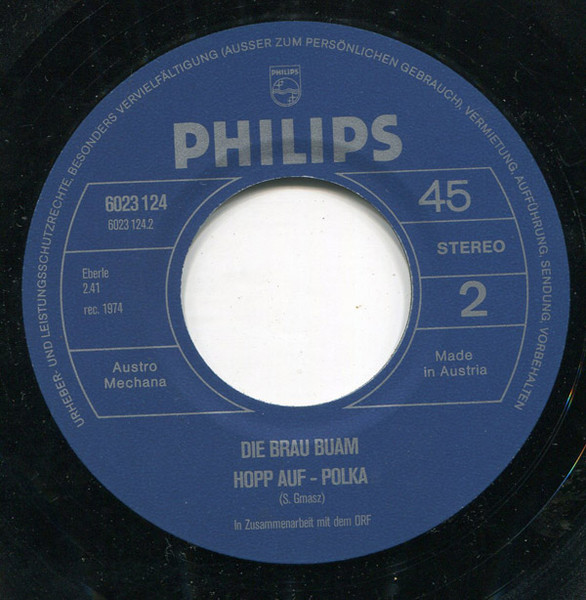 URHEBER- UND LEISTUNGSSCHUTZRECHTE, BESONDERS VERVIELFÄLTIGUNG (AUSSER ZUM PERSÖNLICHEN GEBRAUCH), VERMIETUNG, AUFFÜHRUNG, SENDUNG, VORBEHALTEN
PHILIPS
PHILIPS
6023 124
6023 124.2
45
STEREO
Eberle
2.41
rec. 1974
2
Austro
Mechana
Made
in Austria
DIE BRAU BUAM
HOPP AUF - POLKA
(S. Gmasz)
In Zusammenarbeit mit dem ORF